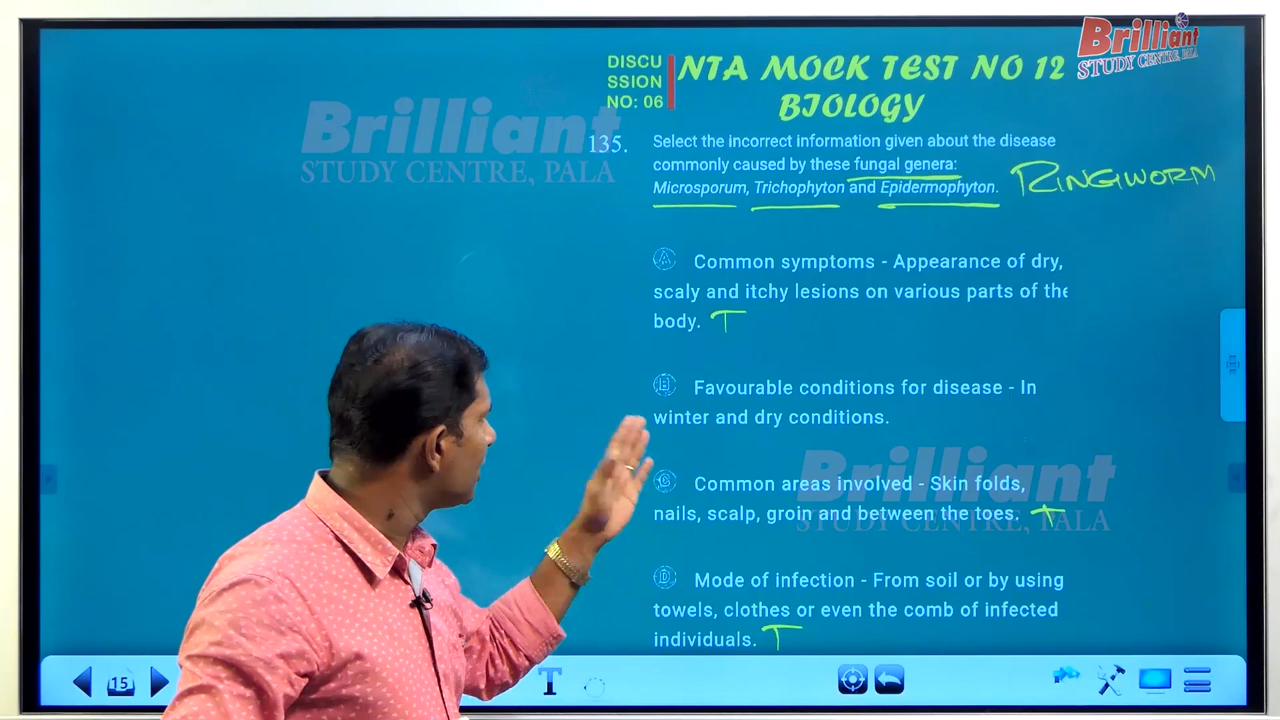 Brilliant
STUDY CENTRE, PALA
DISCU
SSION
NO: 06
NTA MOCK TEST NO 12
BIOLOGY
Brilliant
STUDY CENTRE, PALA
135.
Select the incorrect information given about the disease
commonly caused by these fungal genera:
Microsporum, Trichophyton and Epidermophyton.
RINGWORM
A Common symptoms - Appearance of dry,
scaly and itchy lesions on various parts of the
body. T
B Favourable conditions for disease - In
winter and dry conditions.
Brilliant
STUDY CENTRE, PALA
C Common areas involved - Skin folds,
nails, scalp, groin and between the toes. T
D Mode of infection - From soil or by using
towels, clothes or even the comb of infected
individuals. T
15
T